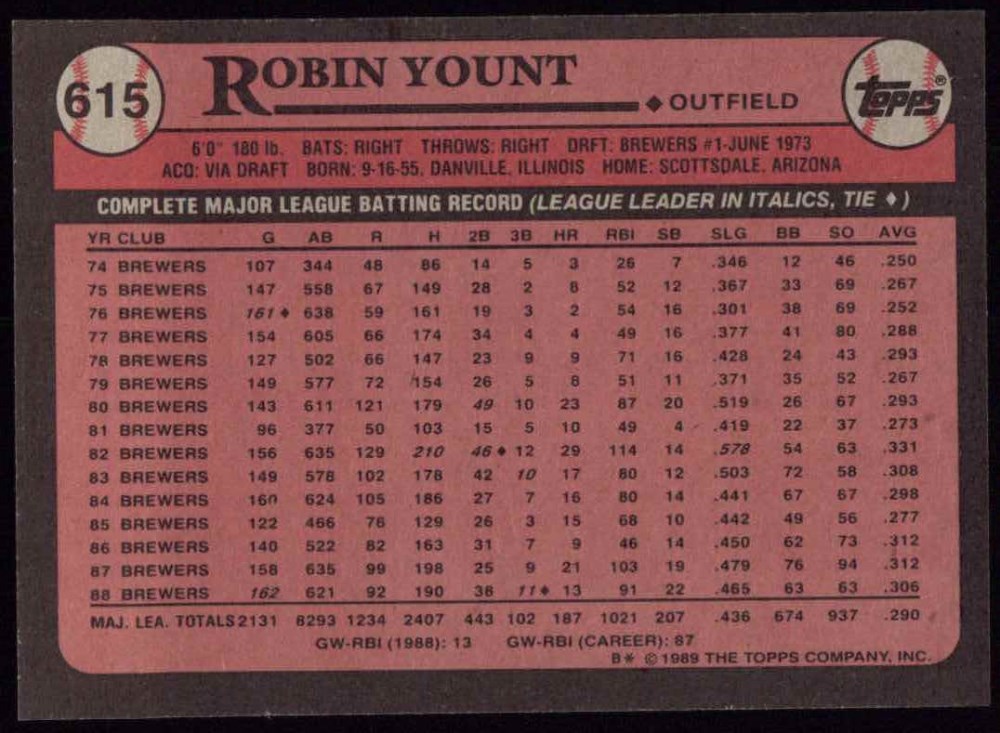 615 ROBIN YOUNT ◆ OUTFIELD topps®
6'0" 180 lb. BATS: RIGHT THROWS: RIGHT DRFT: BREWERS #1-JUNE 1973
ACQ: VIA DRAFT BORN: 9-16-55, DANVILLE, ILLINOIS HOME: SCOTTSDALE, ARIZONA
COMPLETE MAJOR LEAGUE BATTING RECORD (LEAGUE LEADER IN ITALICS, TIE ♦)
YR CLUB G AB R H 2B 3B HR RBI SB SLG BB SO AVG
74 BREWERS 107 344 48 86 14 5 3 26 7 .346 12 46 .250
75 BREWERS 147 558 67 149 28 2 8 52 12 .367 33 69 .267
76 BREWERS 161♦ 638 59 161 19 3 2 54 16 .301 38 69 .252
77 BREWERS 154 605 66 174 34 4 4 49 16 .377 41 80 .288
78 BREWERS 127 502 66 147 23 9 9 71 16 .428 24 43 .293
79 BREWERS 149 577 72 154 26 5 8 51 11 .371 35 52 .267
80 BREWERS 143 611 121 179 49 10 23 87 20 .519 26 67 .293
81 BREWERS 96 377 50 103 15 5 10 49 4 .419 22 37 .273
82 BREWERS 156 635 129 210 46♦ 12 29 114 14 .578 54 63 .331
83 BREWERS 149 578 102 178 42 10 17 80 12 .503 72 58 .308
84 BREWERS 160 624 105 186 27 7 16 80 14 .441 67 67 .298
85 BREWERS 122 466 76 129 26 3 15 68 10 .442 49 56 .277
86 BREWERS 140 522 82 163 31 7 9 46 14 .450 62 73 .312
87 BREWERS 158 635 99 198 25 9 21 103 19 .479 76 94 .312
88 BREWERS 162 621 92 190 38 11♦ 13 91 22 .465 63 63 .306
MAJ. LEA. TOTALS 2131 8293 1234 2407 443 102 187 1021 207 .436 674 937 .290
GW-RBI (1988): 13 GW-RBI (CAREER): 87
B* © 1989 THE TOPPS COMPANY, INC.